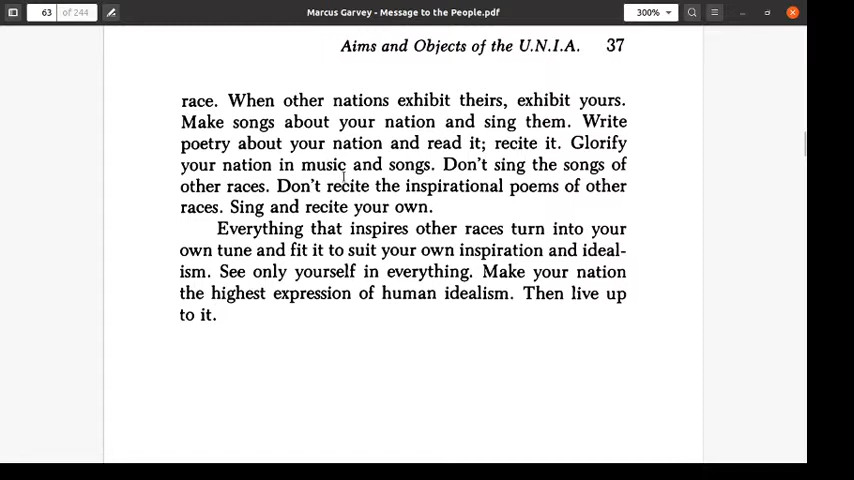 63 of 244
Marcus Garvey - Message to the People.pdf
300%
Aims and Objects of the U.N.I.A. 37
race. When other nations exhibit theirs, exhibit yours.
Make songs about your nation and sing them. Write
poetry about your nation and read it; recite it. Glorify
your nation in music and songs. Don't sing the songs of
other races. Don't recite the inspirational poems of other
races. Sing and recite your own.
Everything that inspires other races turn into your
own tune and fit it to suit your own inspiration and ideal-
ism. See only yourself in everything. Make your nation
the highest expression of human idealism. Then live up
to it.